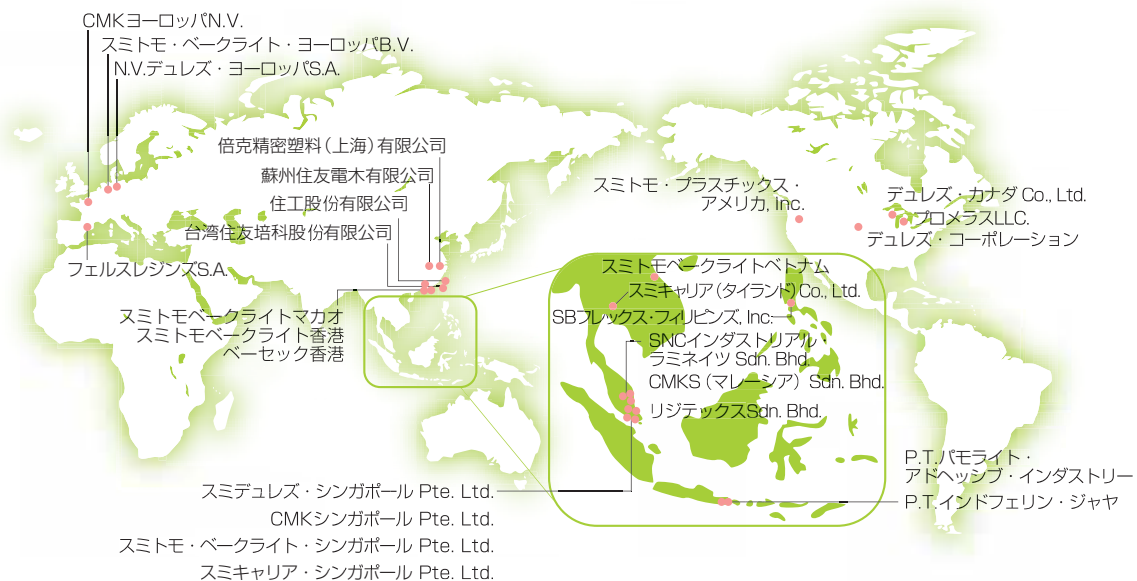 CMKヨーロッパN.V.
スミトモ・ベークライト・ヨーロッパB.V.
N.V.デュレズ・ヨーロッパS.A.
倍克精密塑料(上海)有限公司
蘇州住友電木有限公司
住工股份有限公司
台湾住友培科股份有限公司
フェルスレジンズS.A.
スミトモベークライトマカオ
スミトモベークライト香港
ベーセック香港
スミトモ・プラスチックス・
アメリカ, Inc.
デュレズ・カナダ Co., Ltd.
プロメラスLLC.
デュレズ・コーポレーション
スミトモベークライトベトナム
スミキャリア(タイランド)Co., Ltd.
SBフレックス・フィリピンズ, Inc.
SNCインダストリアル・
ラミネイツ Sdn. Bhd.
CMKS(マレーシア) Sdn. Bhd.
リジテックスSdn. Bhd.
P.T.パモライト・
アドヘッシブ・インダストリー
P.T.インドフェリン・ジャヤ
スミデュレズ・シンガポール Pte. Ltd.
CMKシンガポール Pte. Ltd.
スミトモ・ベークライト・シンガポール Pte. Ltd.
スミキャリア・シンガポール Pte. Ltd.